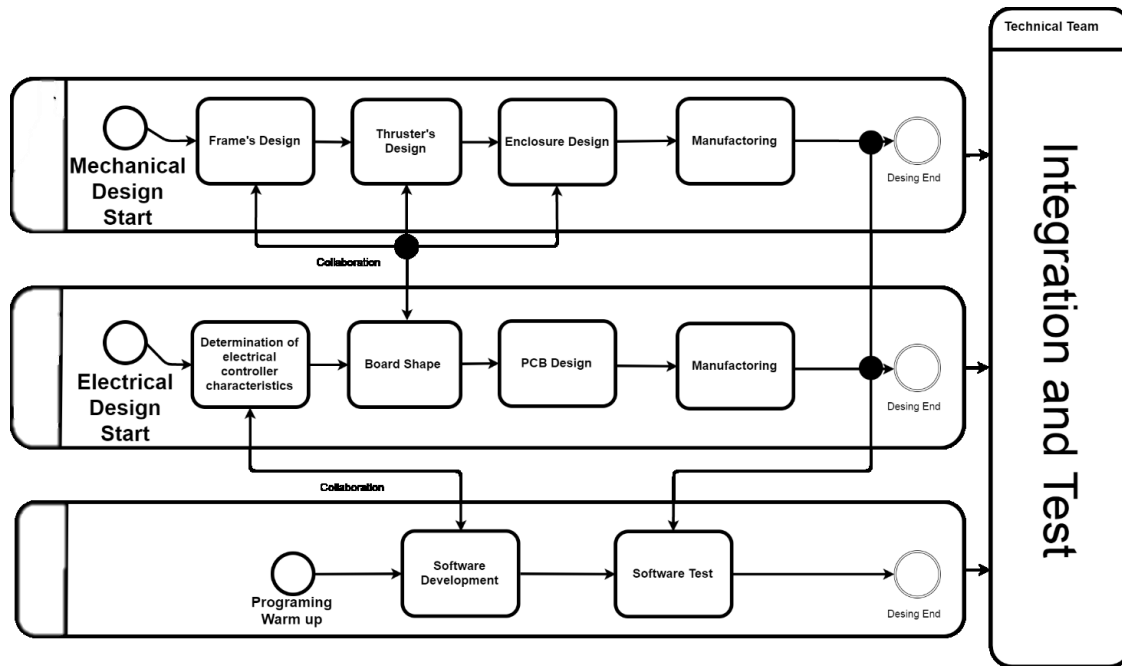 Technical Team
Frame's Design
Thruster's
Design
Enclosure Design
Manufactoring
Mechanical
Design
Start
Desing End
Collaboration
Integration and Test
Determination of
electrical
controller
characteristics
Board Shape
PCB Design
Manufactoring
Electrical
Design
Start
Desing End
Collaboration
Software
Development
Software Test
Programing
Warm up
Desing End